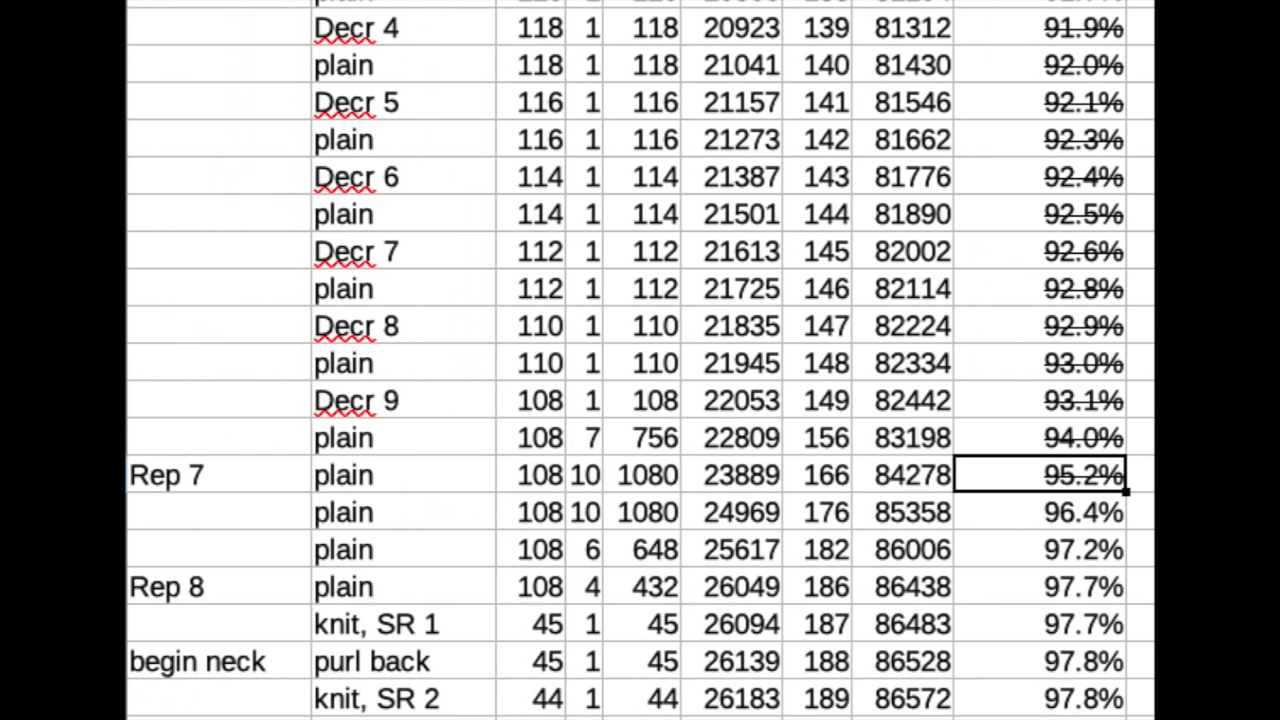 Decr 4 118 1 118 20923 139 81312 91.9%
plain 118 1 118 21041 140 81430 92.0%
Decr 5 116 1 116 21157 141 81546 92.1%
plain 116 1 116 21273 142 81662 92.3%
Decr 6 114 1 114 21387 143 81776 92.4%
plain 114 1 114 21501 144 81890 92.5%
Decr 7 112 1 112 21613 145 82002 92.6%
plain 112 1 112 21725 146 82114 92.8%
Decr 8 110 1 110 21835 147 82224 92.9%
plain 110 1 110 21945 148 82334 93.0%
Decr 9 108 1 108 22053 149 82442 93.1%
plain 108 7 756 22809 156 83198 94.0%
Rep 7 plain 108 10 1080 23889 166 84278 95.2%
plain 108 10 1080 24969 176 85358 96.4%
plain 108 6 648 25617 182 86006 97.2%
Rep 8 plain 108 4 432 26049 186 86438 97.7%
knit, SR 1 45 1 45 26094 187 86483 97.7%
begin neck purl back 45 1 45 26139 188 86528 97.8%
knit, SR 2 44 1 44 26183 189 86572 97.8%